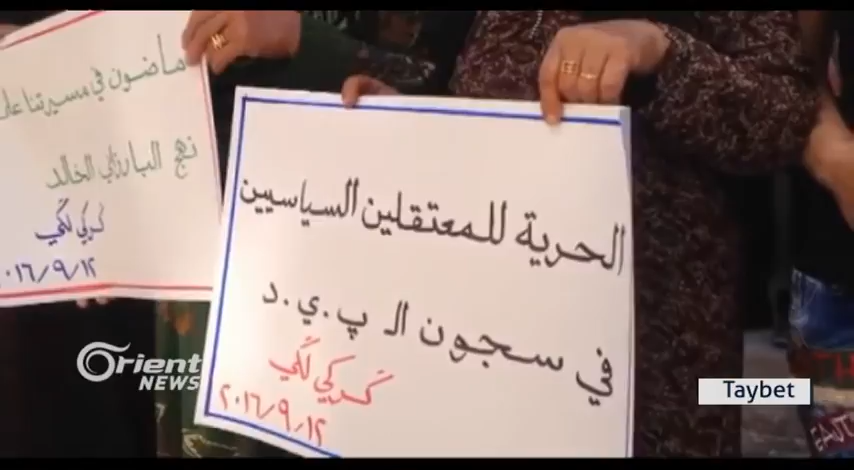 ماضون في مسيرتنا على
نهج البارزاني الخالد
كركي لكي
٢٠١٦/٩/١٢
الحرية للمعتقلين السياسيين
في سجون الـ پ.ي.د
كركي لكي
٢٠١٦/٩/١٢
Orient
NEWS
Taybet